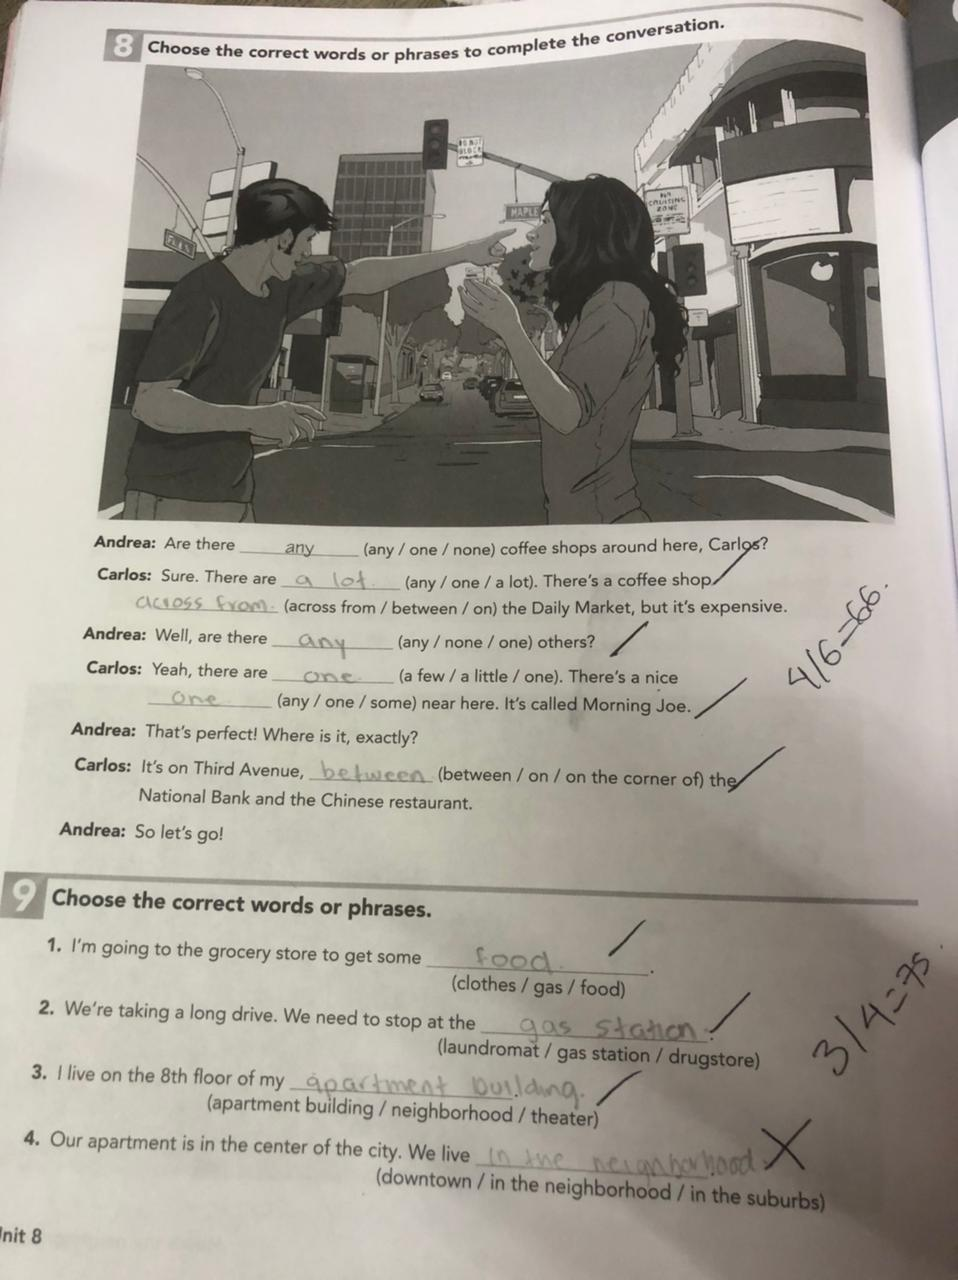 8 Choose the correct words or phrases to complete the conversation.
DO NOT
BLOCK
MAPLE
NO
CRUISING
ZONE
Andrea: Are there any (any / one / none) coffee shops around here, Carlos?
Carlos: Sure. There are a lot (any / one / a lot). There's a coffee shop
across from (across from / between / on) the Daily Market, but it's expensive.
Andrea: Well, are there any (any / none / one) others?
Carlos: Yeah, there are one (a few / a little / one). There's a nice
one (any / one / some) near here. It's called Morning Joe.
4/6=66.
Andrea: That's perfect! Where is it, exactly?
Carlos: It's on Third Avenue, between (between / on / on the corner of) the
National Bank and the Chinese restaurant.
Andrea: So let's go!
9 Choose the correct words or phrases.
1. I'm going to the grocery store to get some food.
(clothes / gas / food)
2. We're taking a long drive. We need to stop at the gas station.
(laundromat / gas station / drugstore)
3/4=75
3. I live on the 8th floor of my apartment building.
(apartment building / neighborhood / theater)
4. Our apartment is in the center of the city. We live in the neighborhood
(downtown / in the neighborhood / in the suburbs)
Unit 8